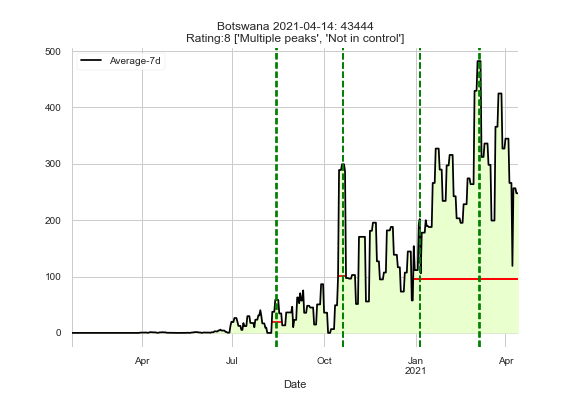 Botswana 2021-04-14: 43444
Rating:8 ['Multiple peaks', 'Not in control']
Average-7d
500
400
300
200
100
0
Apr
Jul
Oct
Jan
2021
Apr
Date